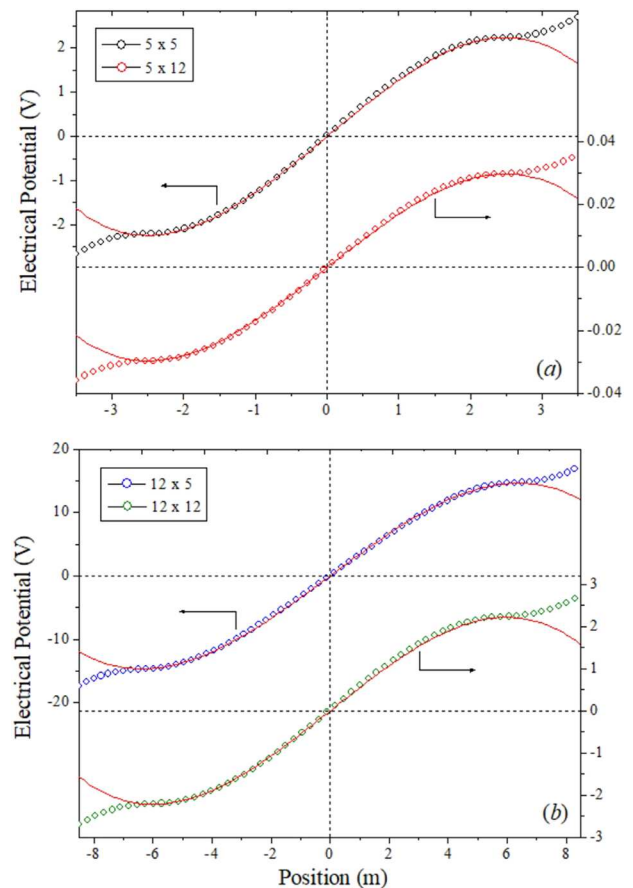 5 x 5
5 x 12
Electrical Potential (V)
2
1
0
-1
-2
0.04
0.02
0.00
-0.02
-0.04
(a)
-3 -2 -1 0 1 2 3
12 x 5
12 x 12
Electrical Potential (V)
20
10
0
-10
-20
3
2
1
0
-1
-2
-3
(b)
-8 -6 -4 -2 0 2 4 6 8
Position (m)